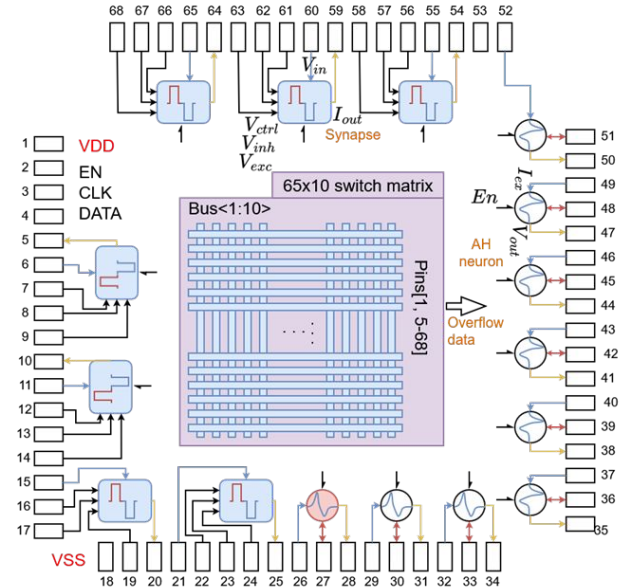 68 67 66 65 64 63 62 61 60 59 58 57 56 55 54 53 52
V_in
V_ctrl
I_out
V_inh
Synapse
V_exc
1 VDD
2 EN
3 CLK
4 DATA
5
6
7
8
9
10
11
12
13
14
15
16
17
VSS
65x10 switch matrix
Bus<1:10>
Pins[1, 5-68]
Overflow
data
51
50
49
I_ex
En
48
V_out
47
AH
neuron
46
45
44
43
42
41
40
39
38
37
36
35
18 19 20 21 22 23 24 25 26 27 28 29 30 31 32 33 34